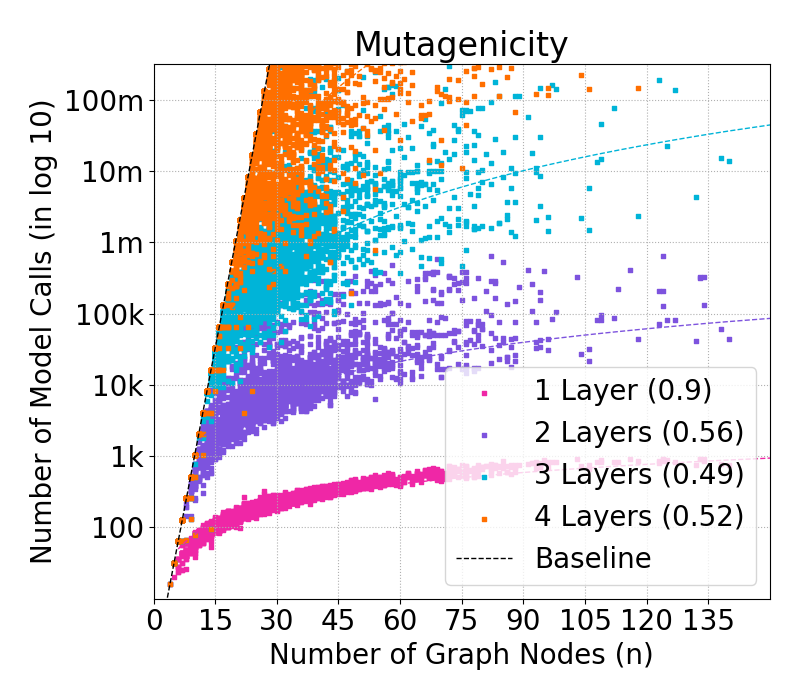 Mutagenicity
Number of Model Calls (in log 10)
100m
10m
1m
100k
10k
1k
100
1 Layer (0.9)
2 Layers (0.56)
3 Layers (0.49)
4 Layers (0.52)
Baseline
0 15 30 45 60 75 90 105 120 135
Number of Graph Nodes (n)